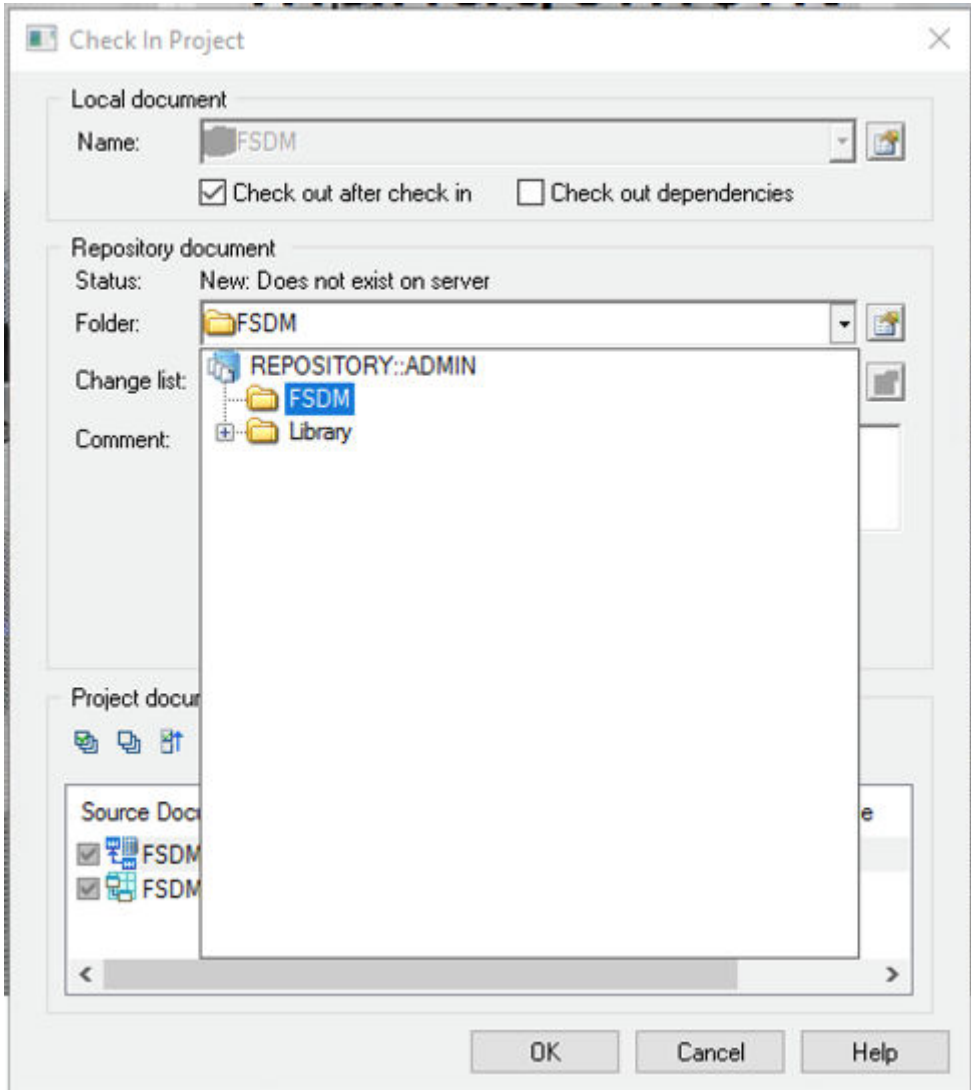 Check In Project
Local document
Name: FSDM
Check out after check in Check out dependencies
Repository document
Status: New: Does not exist on server
Folder: FSDM
REPOSITORY::ADMIN
Change list:
FSDM
Comment:
Library
Project docu
Source Doc
e
FSDM
FSDM
OK Cancel Help